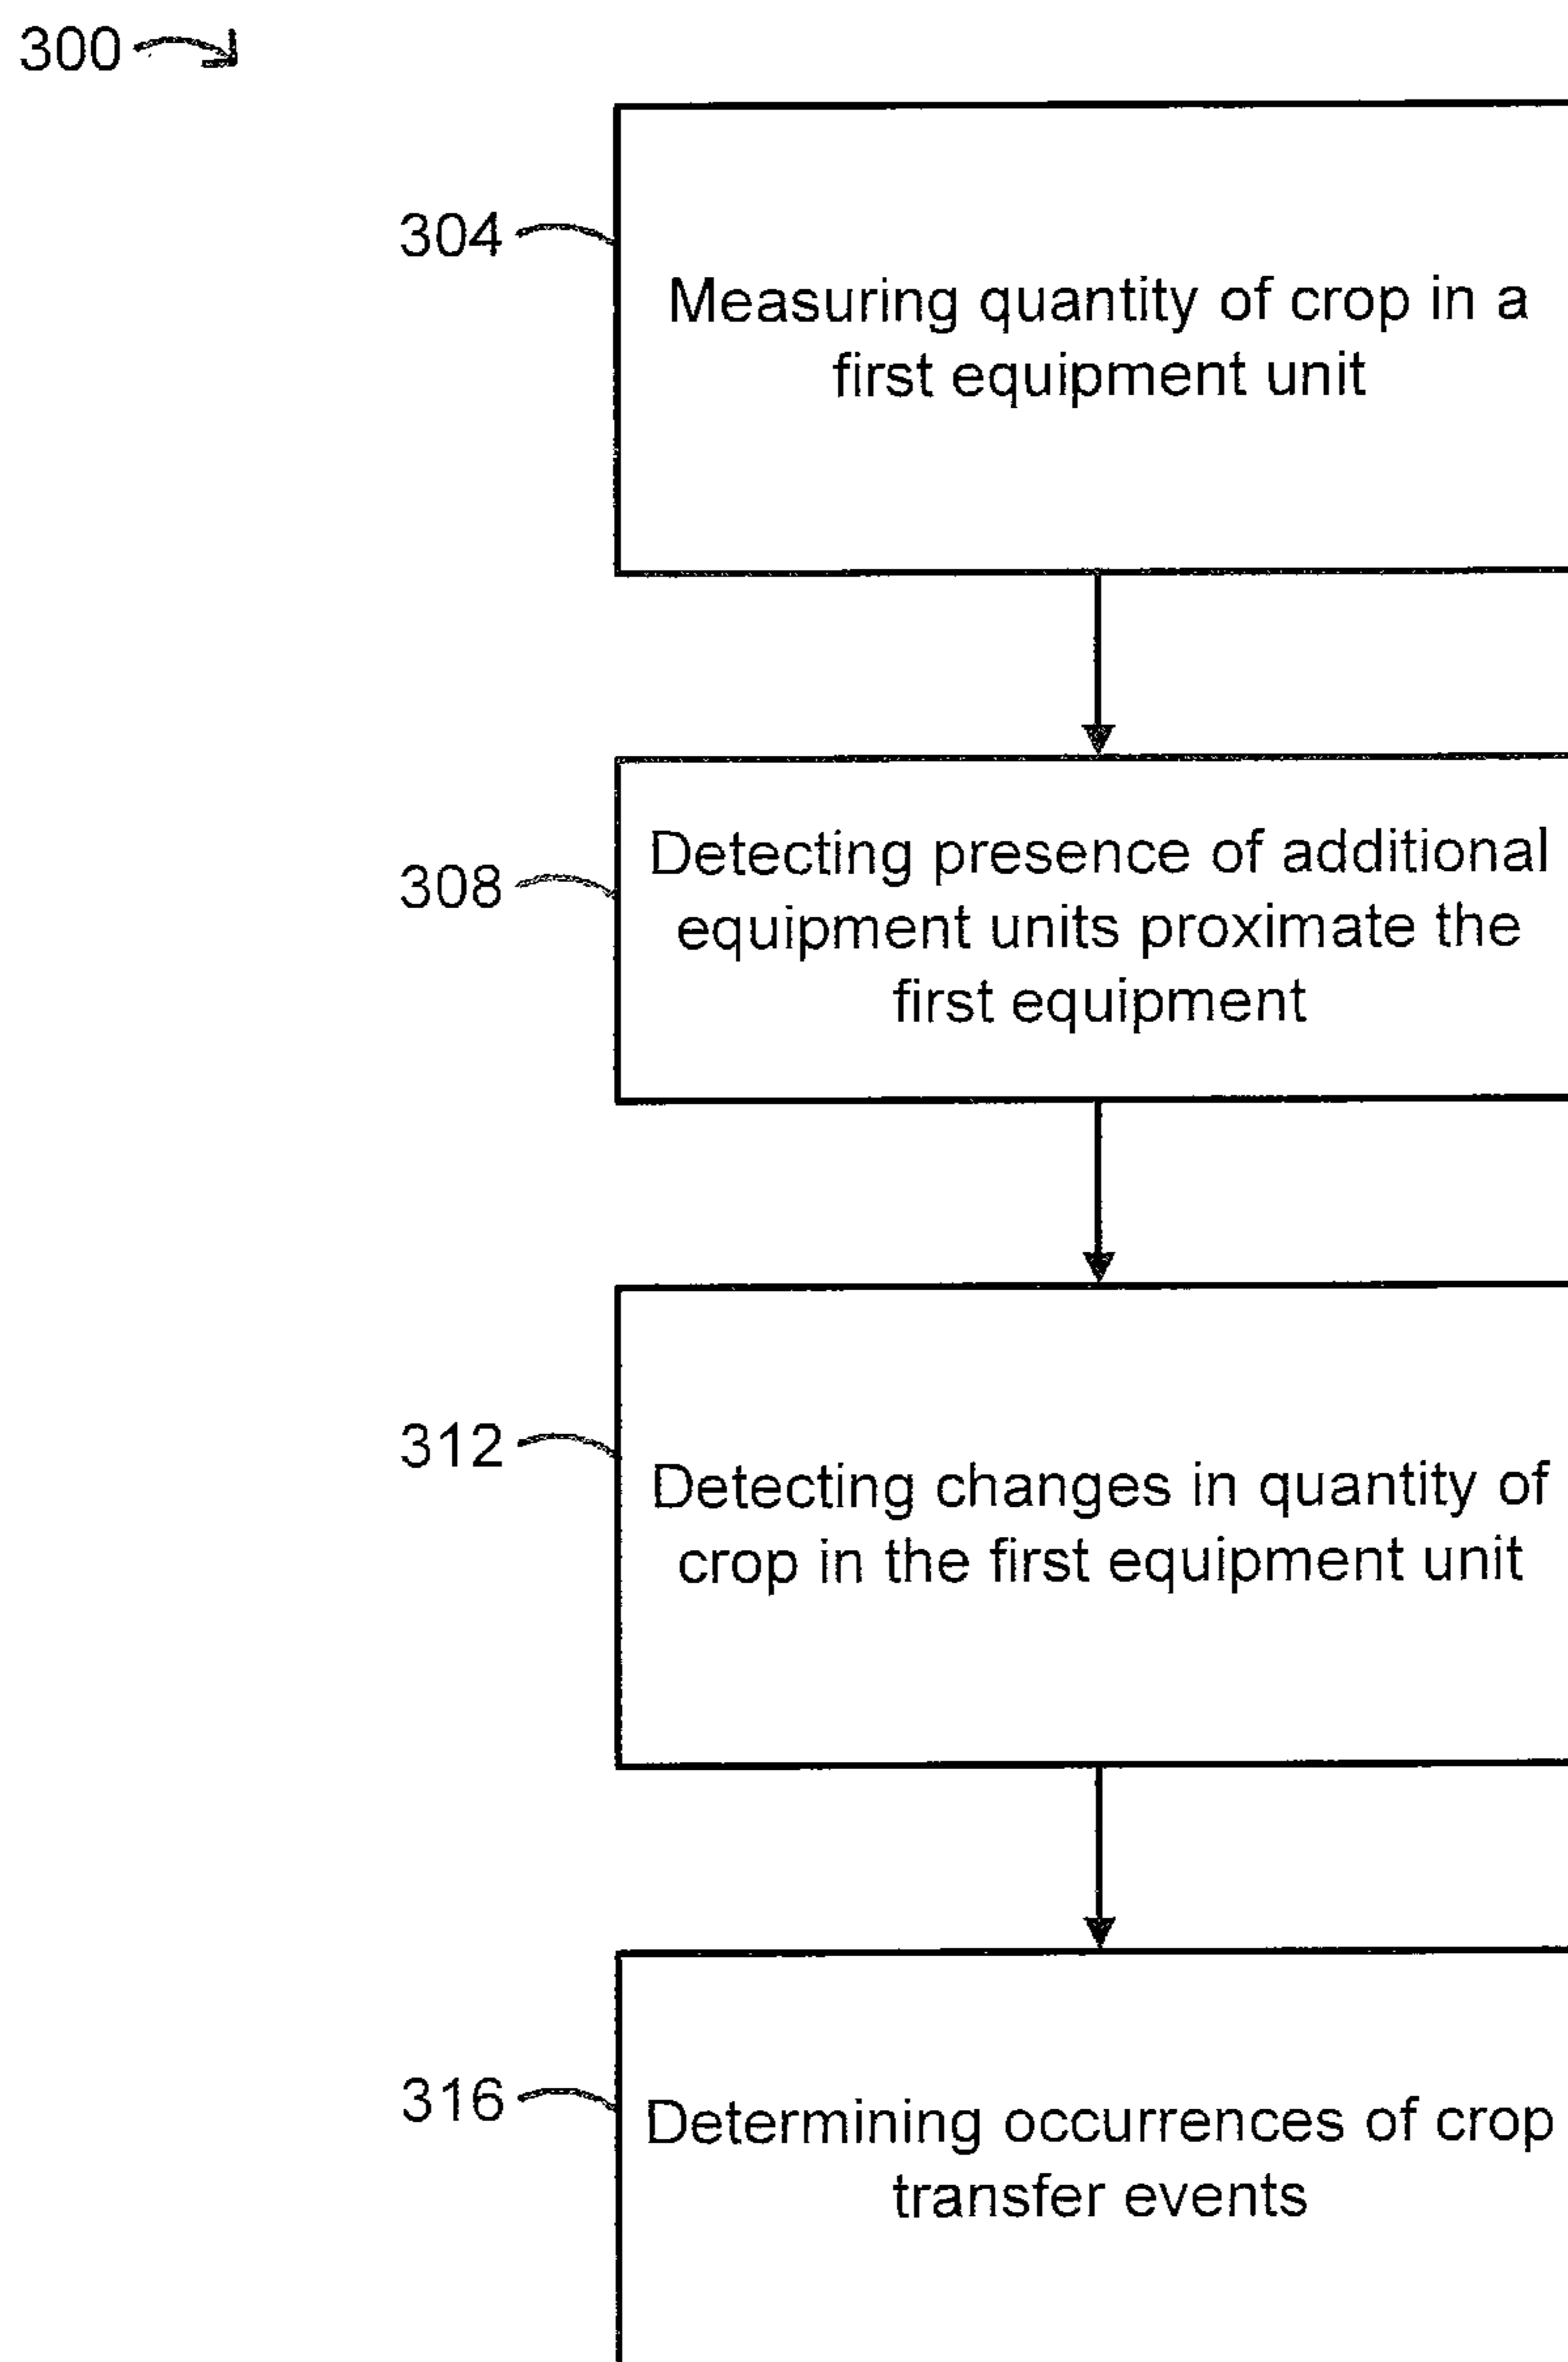 300
304
Measuring quantity of crop in a
first equipment unit
308
Detecting presence of additional
equipment units proximate the
first equipment
312
Detecting changes in quantity of
crop in the first equipment unit
316
Determining occurrences of crop
transfer events